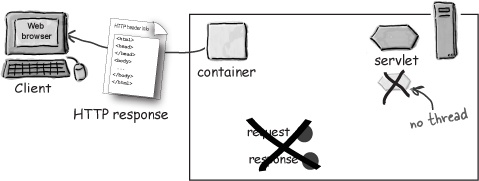 Web
browser
Client
HTTP header info
<html>
<head>
</head>
<body>
...
</body>
</html>
HTTP response
container
servlet
no thread
request
response